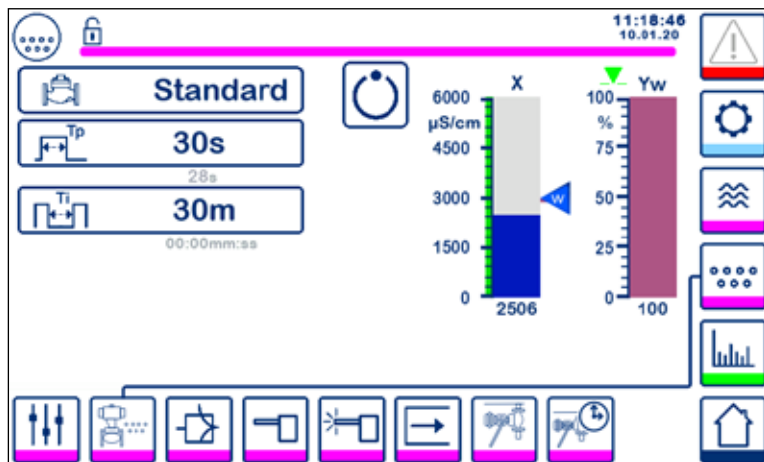 11:18:46
10.01.20
Standard
Tp
30s
28s
Ti
30m
00:00mm:ss
X
6000
µS/cm
4500
3000
1500
0
2506
W
Yw
100
%
75
50
25
0
100